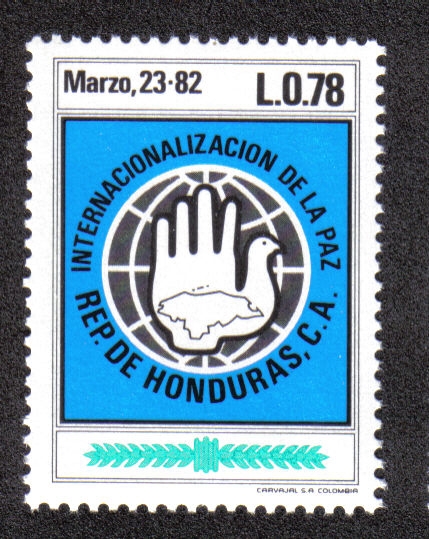 Marzo, 23·82
L.0.78
INTERNACIONALIZACION DE LA PAZ
REP. DE HONDURAS, C.A.
CARVAJAL S.A COLOMBIA